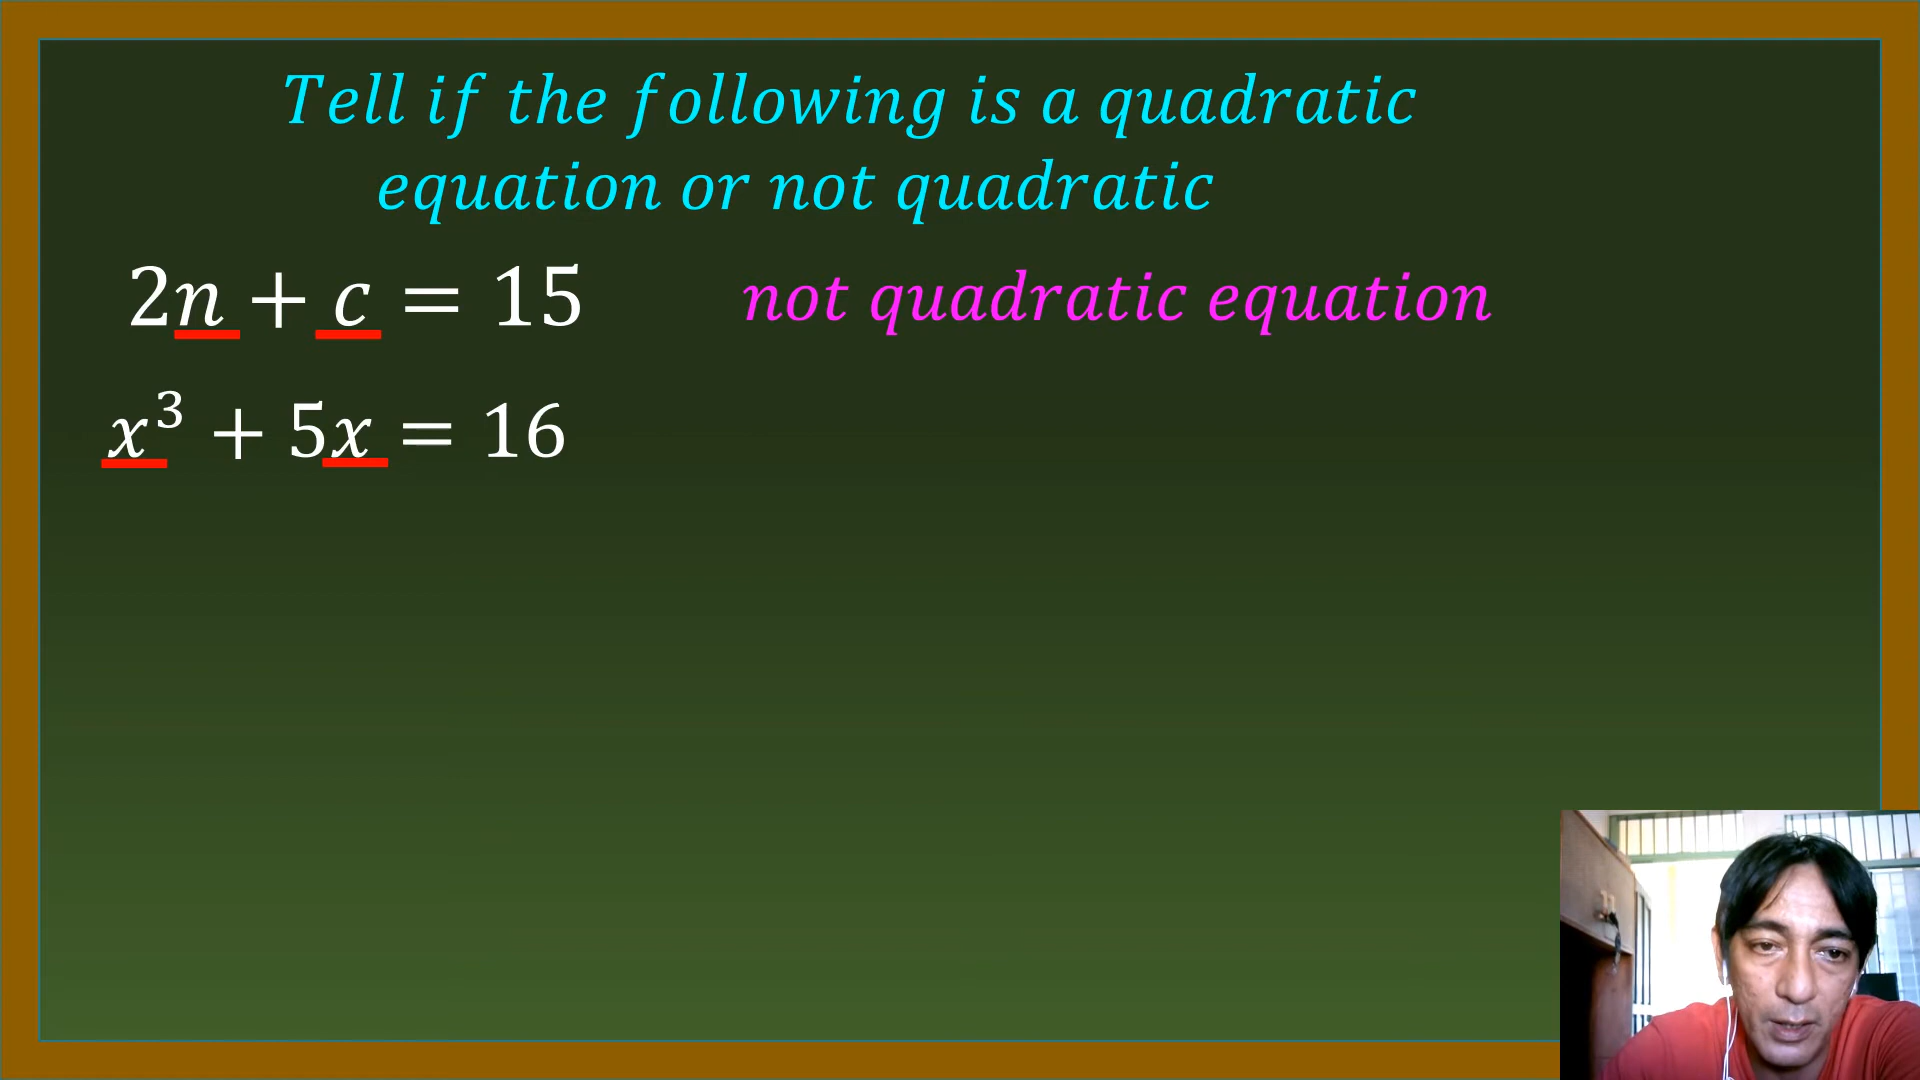 Tell if the following is a quadratic
equation or not quadratic
2n + c = 15 not quadratic equation
x³ + 5x = 16